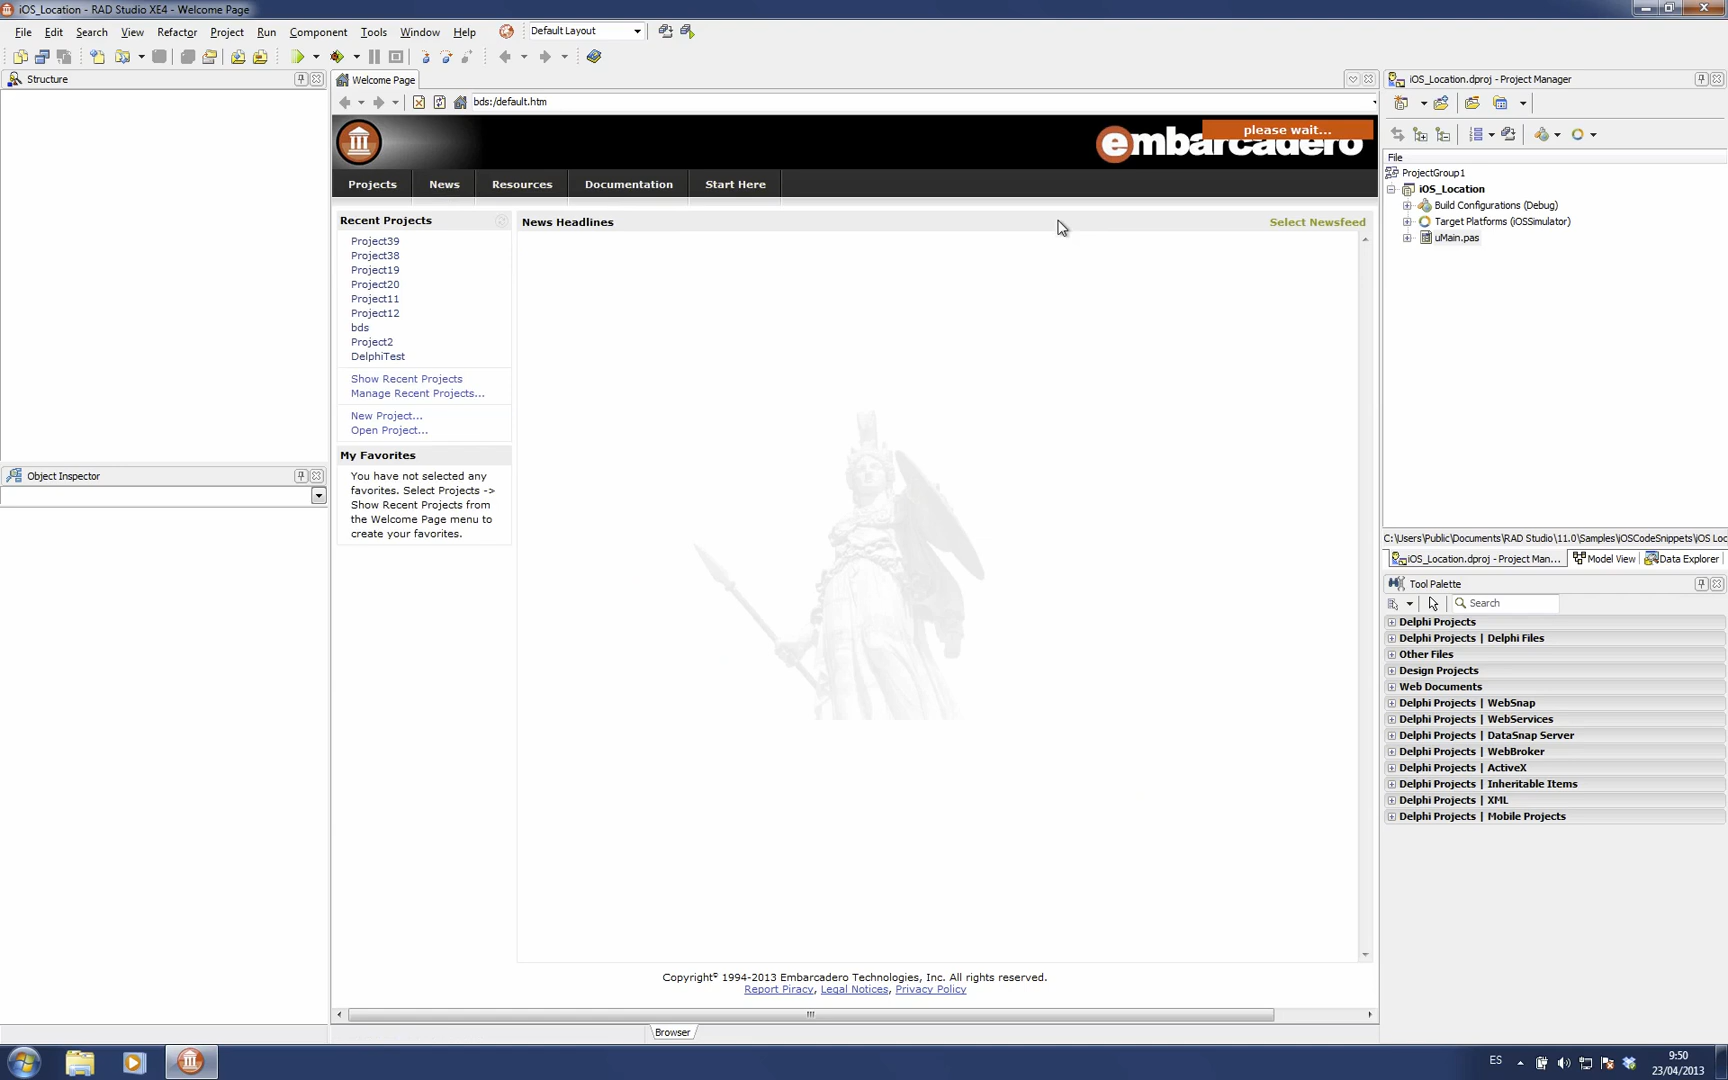 iOS_Location - RAD Studio XE4 - Welcome Page
File Edit Search View Refactor Project Run Component Tools Window Help Default Layout
Structure
Object Inspector
Welcome Page
bds:/default.htm
please wait...
embarcadero
Projects News Resources Documentation Start Here
Recent Projects
Project39
Project38
Project19
Project20
Project11
Project12
bds
Project2
DelphiTest
Show Recent Projects
Manage Recent Projects...
New Project...
Open Project...
My Favorites
You have not selected any
favorites. Select Projects ->
Show Recent Projects from
the Welcome Page menu to
create your favorites.
News Headlines Select Newsfeed
Copyright© 1994-2013 Embarcadero Technologies, Inc. All rights reserved.
Report Piracy, Legal Notices, Privacy Policy
Browser
iOS_Location.dproj - Project Manager
File
ProjectGroup1
iOS_Location
Build Configurations (Debug)
Target Platforms (iOSSimulator)
uMain.pas
C:\Users\Public\Documents\RAD Studio\11.0\Samples\iOSCodeSnippets\iOS Loc
iOS_Location.dproj - Project Man... Model View Data Explorer
Tool Palette
Search
Delphi Projects
Delphi Projects | Delphi Files
Other Files
Design Projects
Web Documents
Delphi Projects | WebSnap
Delphi Projects | WebServices
Delphi Projects | DataSnap Server
Delphi Projects | WebBroker
Delphi Projects | ActiveX
Delphi Projects | Inheritable Items
Delphi Projects | XML
Delphi Projects | Mobile Projects
ES
9:50
23/04/2013